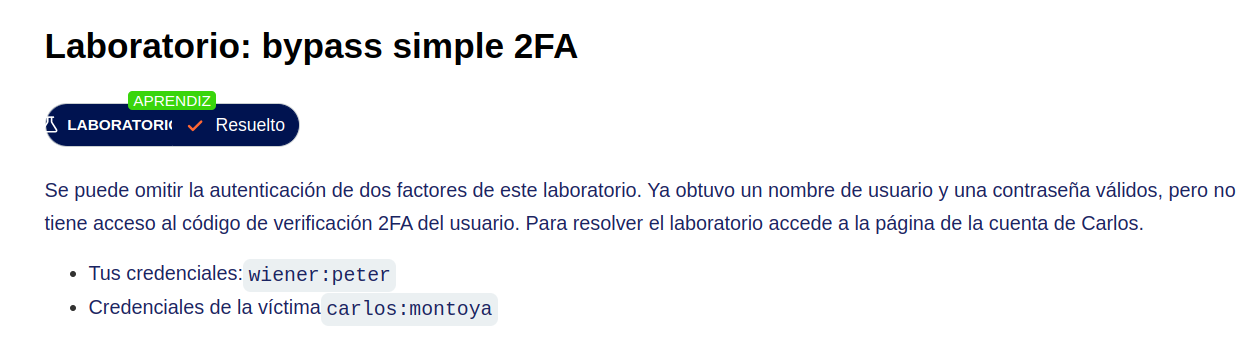 Laboratorio: bypass simple 2FA
APRENDIZ
LABORATORIO Resuelto
Se puede omitir la autenticación de dos factores de este laboratorio. Ya obtuvo un nombre de usuario y una contraseña válidos, pero no
tiene acceso al código de verificación 2FA del usuario. Para resolver el laboratorio accede a la página de la cuenta de Carlos.
Tus credenciales: wiener:peter
Credenciales de la víctima carlos:montoya